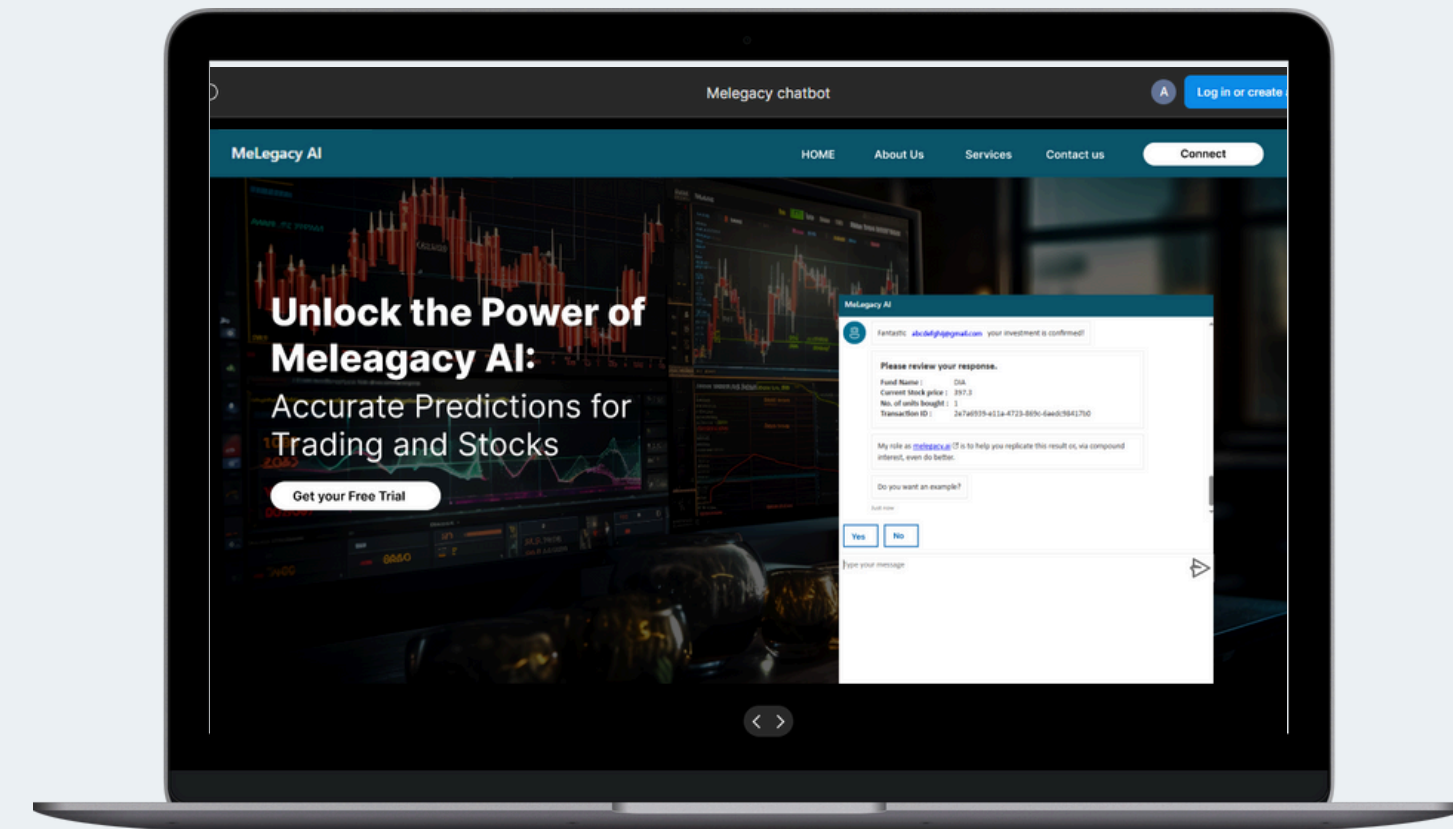 Melegacy chatbot
A
Log in or create
MeLegacy AI
HOME
About Us
Services
Contact us
Connect
Unlock the Power of
Meleagacy AI:
Accurate Predictions for
Trading and Stocks
Get your Free Trial
MeLegacy AI
Fantastic abcdefghij@gmail.com your investment is confirmed!
Please review your response.
Fund Name : DIA
Current Stock price : 397.3
No. of units bought : 1
Transaction ID :
My role as melegacy.ai is to help you replicate this result or, via compound
interest, even do better.
Do you want an example?
Just now
Yes
No
Type your message